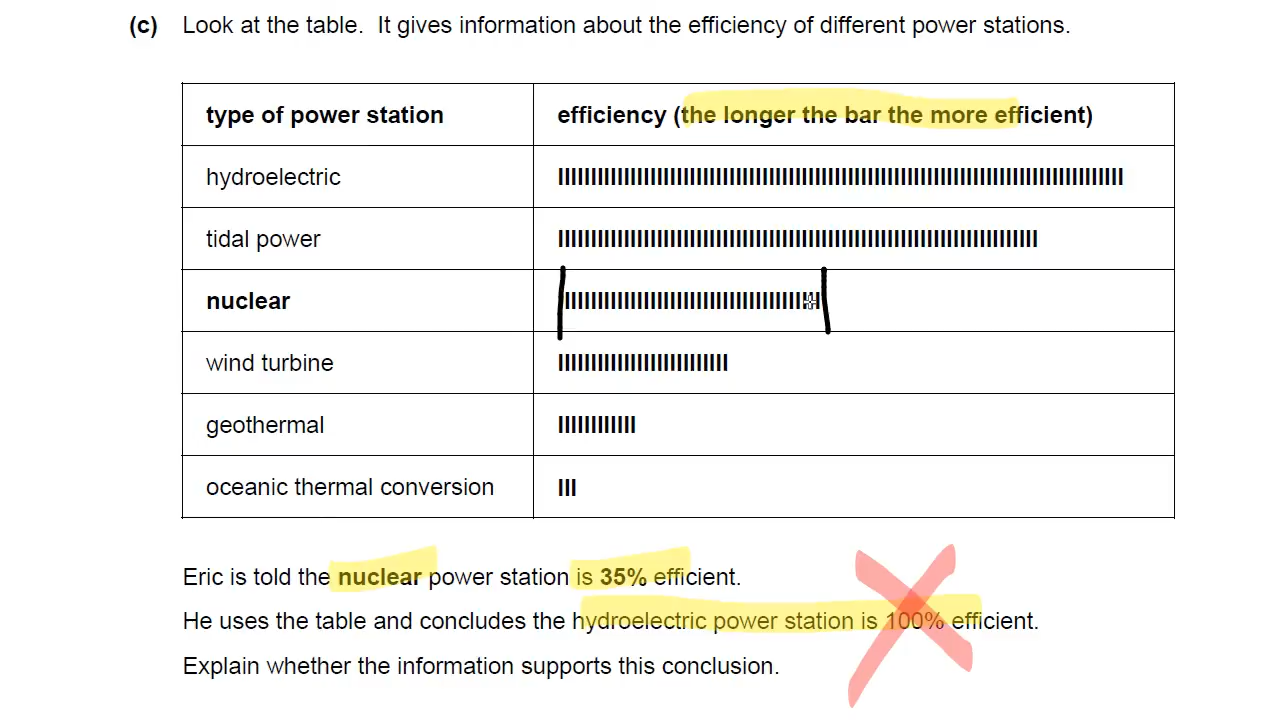 (c) Look at the table. It gives information about the efficiency of different power stations.
type of power station efficiency (the longer the bar the more efficient)
hydroelectric
tidal power
nuclear
wind turbine
geothermal
oceanic thermal conversion
Eric is told the nuclear power station is 35% efficient.
He uses the table and concludes the hydroelectric power station is 100% efficient.
Explain whether the information supports this conclusion.